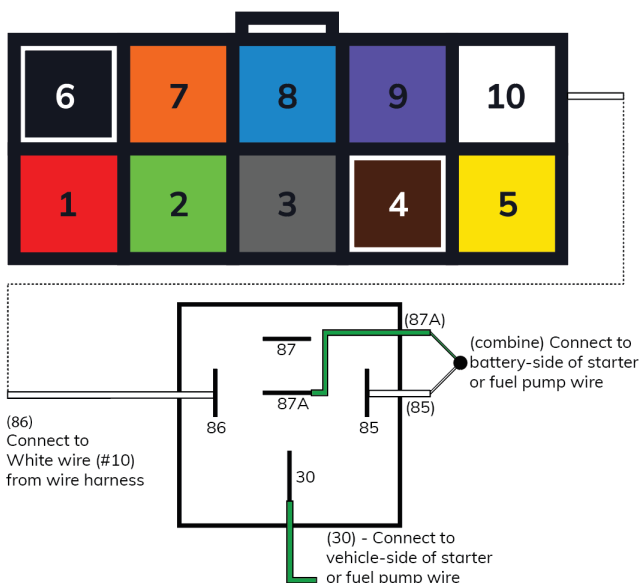 6 7 8 9 10
1 2 3 4 5
(87A)
87
(combine) Connect to
battery-side of starter
or fuel pump wire
87A
(85)
86
85
(86)
Connect to
White wire (#10)
from wire harness
30
(30) - Connect to
vehicle-side of starter
or fuel pump wire